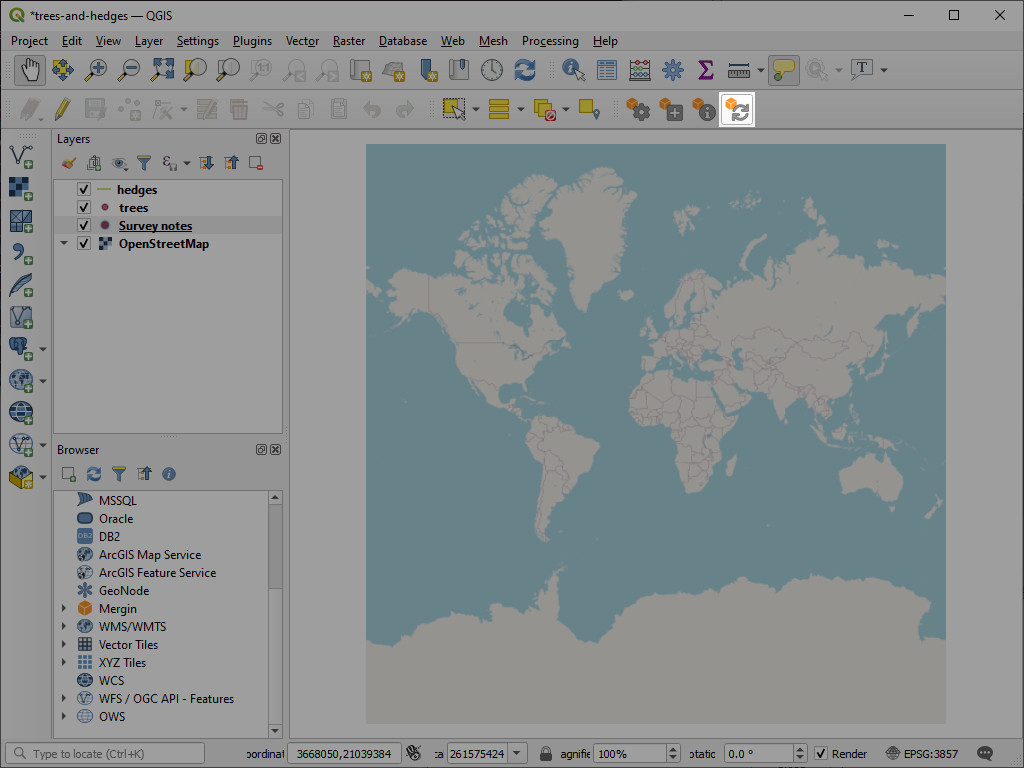 *trees-and-hedges — QGIS
Project Edit View Layer Settings Plugins Vector Raster Database Web Mesh Processing Help
Layers
hedges
trees
Survey notes
OpenStreetMap
Browser
MSSQL
Oracle
DB2 DB2
ArcGIS Map Service
ArcGIS Feature Service
GeoNode
Mergin
WMS/WMTS
Vector Tiles
XYZ Tiles
WCS
WFS / OGC API - Features
OWS
Type to locate (Ctrl+K) oordinat 3668050,21039384 :a 261575424 agnifie 100% otatic 0.0 ° Render EPSG:3857